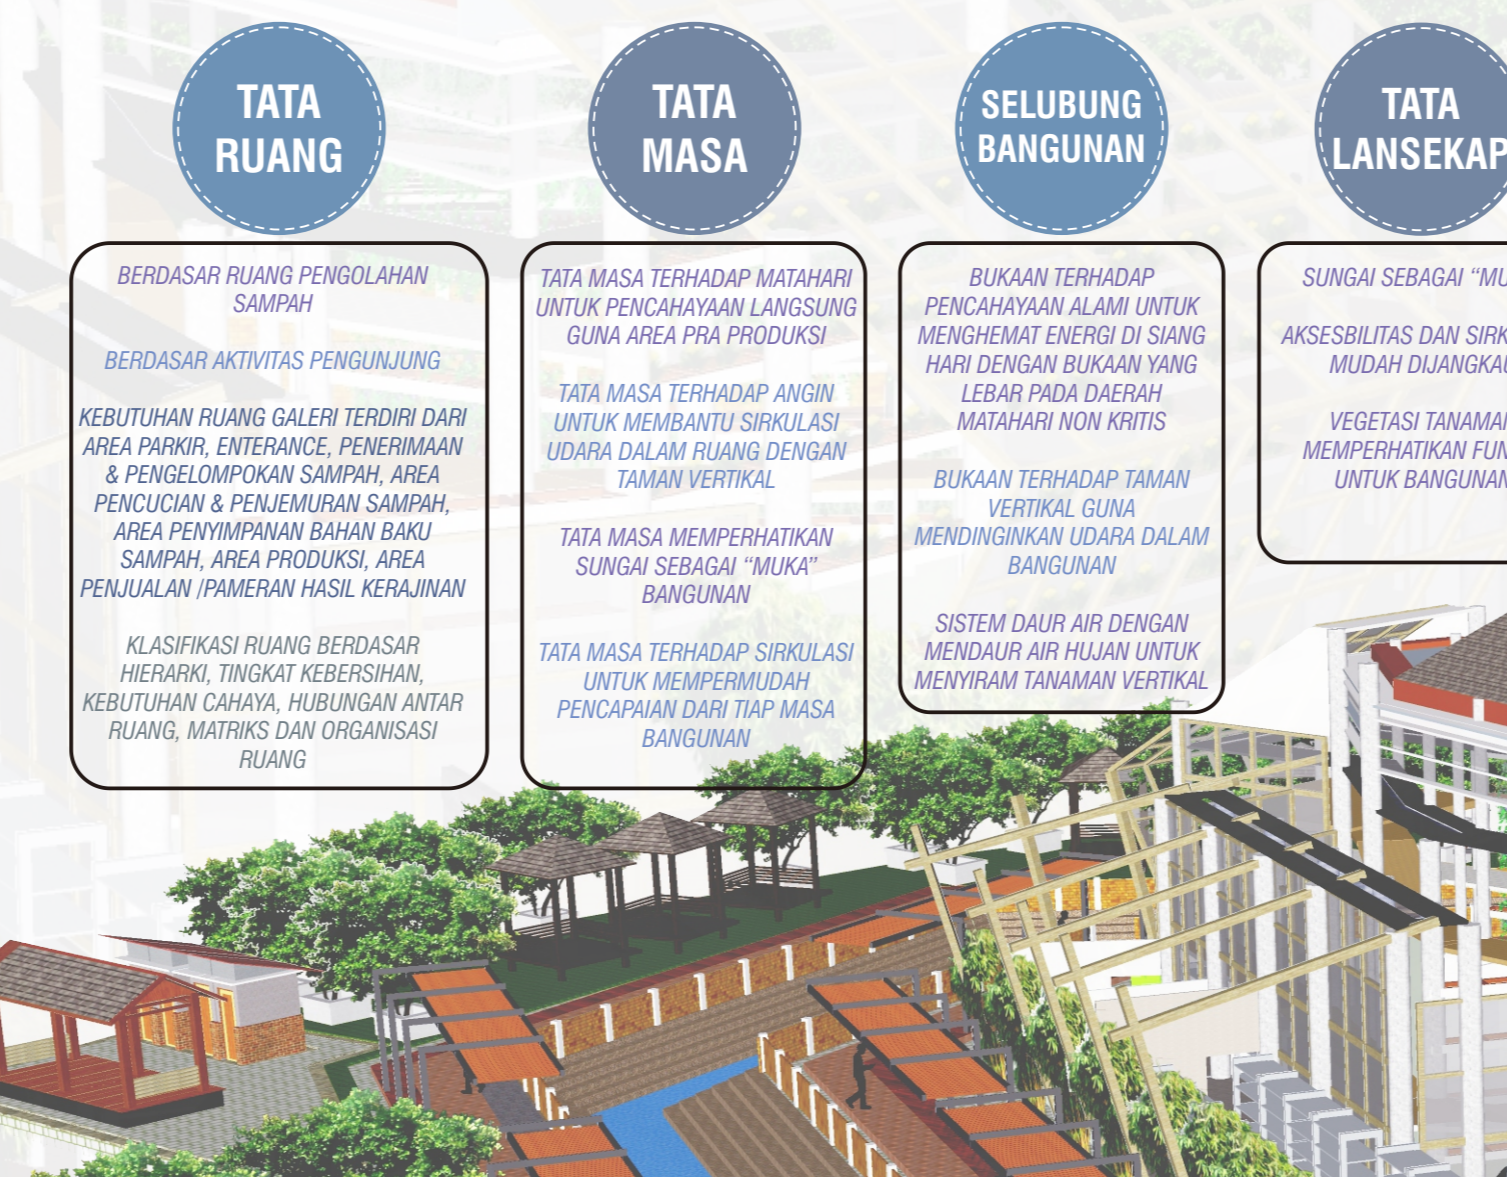 TATA
RUANG
BERDASAR RUANG PENGOLAHAN
SAMPAH
BERDASAR AKTIVITAS PENGUNJUNG
KEBUTUHAN RUANG GALERI TERDIRI DARI
AREA PARKIR, ENTERANCE, PENERIMAAN
& PENGELOMPOKAN SAMPAH, AREA
PENCUCIAN & PENJEMURAN SAMPAH,
AREA PENYIMPANAN BAHAN BAKU
SAMPAH, AREA PRODUKSI, AREA
PENJUALAN /PAMERAN HASIL KERAJINAN
KLASIFIKASI RUANG BERDASAR
HIERARKI, TINGKAT KEBERSIHAN,
KEBUTUHAN CAHAYA, HUBUNGAN ANTAR
RUANG, MATRIKS DAN ORGANISASI
RUANG
TATA
MASA
TATA MASA TERHADAP MATAHARI
UNTUK PENCAHAYAAN LANGSUNG
GUNA AREA PRA PRODUKSI
TATA MASA TERHADAP ANGIN
UNTUK MEMBANTU SIRKULASI
UDARA DALAM RUANG DENGAN
TAMAN VERTIKAL
TATA MASA MEMPERHATIKAN
SUNGAI SEBAGAI “MUKA”
BANGUNAN
TATA MASA TERHADAP SIRKULASI
UNTUK MEMPERMUDAH
PENCAPAIAN DARI TIAP MASA
BANGUNAN
SELUBUNG
BANGUNAN
BUKAAN TERHADAP
PENCAHAYAAN ALAMI UNTUK
MENGHEMAT ENERGI DI SIANG
HARI DENGAN BUKAAN YANG
LEBAR PADA DAERAH
MATAHARI NON KRITIS
BUKAAN TERHADAP TAMAN
VERTIKAL GUNA
MENDINGINKAN UDARA DALAM
BANGUNAN
SISTEM DAUR AIR DENGAN
MENDAUR AIR HUJAN UNTUK
MENYIRAM TANAMAN VERTIKAL
TATA
LANSEKAP
SUNGAI SEBAGAI
AKSESBILITAS DAN
MUDAH
VEGETASI TANAMAN
MEMPERHATIKAN
UNTUK BANGUNAN